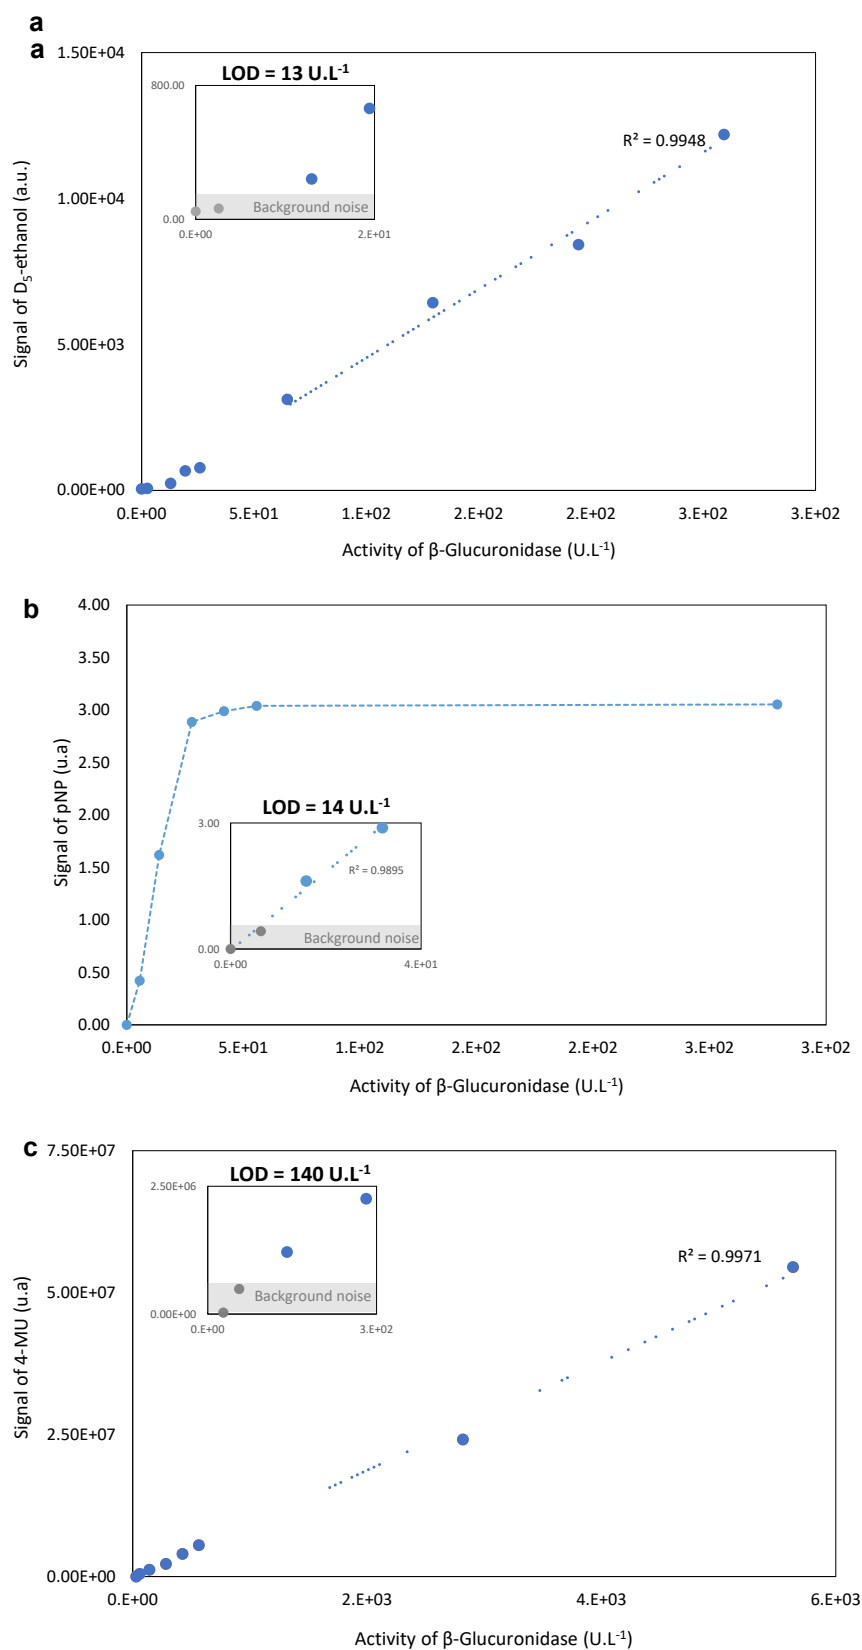 a
a
1.50E+04
LOD = 13 U.L-1
800.00
R² = 0.9948
Signal of D5-ethanol (a.u.)
1.00E+04
Background noise
0.00
0.E+00
2.E+01
5.00E+03
0.00E+00
0.E+00 5.E+01 1.E+02 2.E+02 2.E+02 3.E+02 3.E+02
Activity of β-Glucuronidase (U.L-1)
b
4.00
3.50
3.00
2.50
2.00
Signal of pNP (u.a)
LOD = 14 U.L-1
3.00
1.50
R² = 0.9895
1.00
Background noise
0.00
0.E+00
4.E+01
0.50
0.00
0.E+00 5.E+01 1.E+02 2.E+02 2.E+02 3.E+02 3.E+02
Activity of β-Glucuronidase (U.L-1)
c
7.50E+07
LOD = 140 U.L-1
2.50E+06
R² = 0.9971
Signal of 4-MU (u.a)
5.00E+07
Background noise
0.00E+00
0.E+00
3.E+02
2.50E+07
0.00E+00
0.E+00 2.E+03 4.E+03 6.E+03
Activity of β-Glucuronidase (U.L-1)